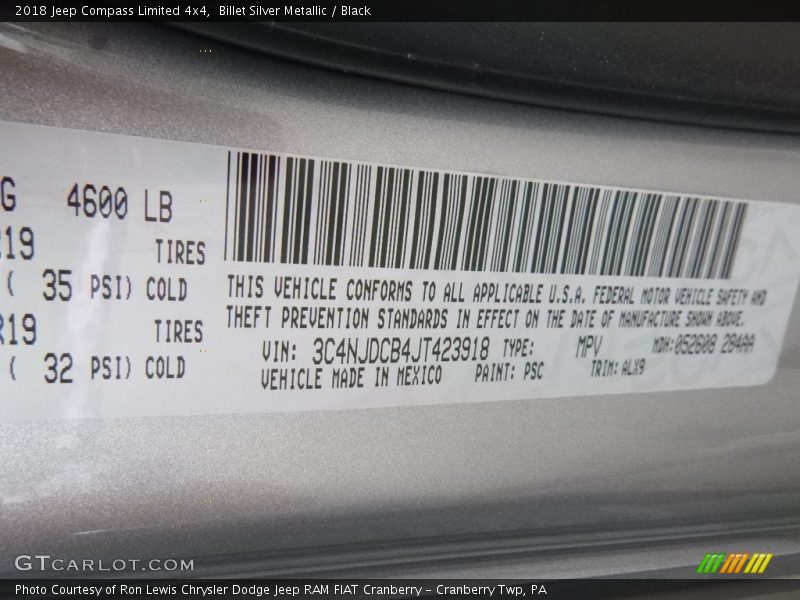 2018 Jeep Compass Limited 4x4,  Billet Silver Metallic / Black
G 4600 LB
19 TIRES
( 35 PSI) COLD
R19 TIRES
( 32 PSI) COLD
THIS VEHICLE CONFORMS TO ALL APPLICABLE U.S.A. FEDERAL MOTOR VEHICLE SAFETY AND
THEFT PREVENTION STANDARDS IN EFFECT ON THE DATE OF MANUFACTURE SHOWN ABOVE.
VIN: 3C4NJDCB4JT423918 TYPE: MPV MDH:052608 284AA
VEHICLE MADE IN MEXICO PAINT: PSC TRIM: ALX9
GTCARLOT.COM
Photo Courtesy of Ron Lewis Chrysler Dodge Jeep RAM FIAT Cranberry – Cranberry Twp, PA